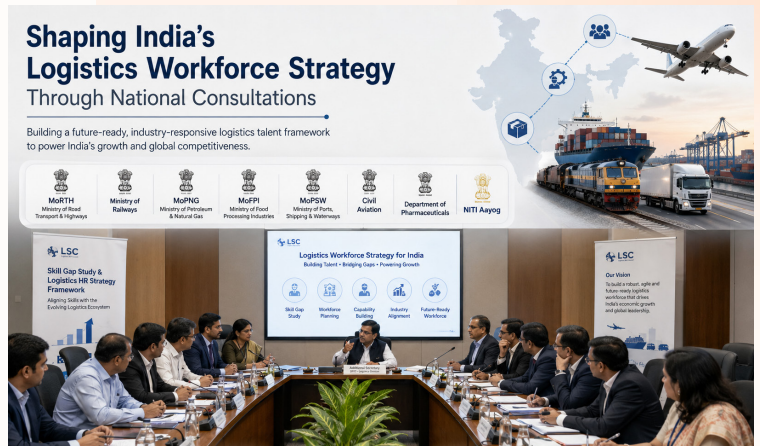 Shaping India's
Logistics Workforce Strategy
Through National Consultations
Building a future-ready, industry-responsive logistics talent framework
to power India's growth and global competitiveness.
MoRTH
Ministry of Road
Transport & Highways
Ministry of
Railways
MoPNG
Ministry of Petroleum
& Natural Gas
MoFPI
Ministry of Food
Processing Industries
MoPSW
Ministry of Ports,
Shipping & Waterways
Civil
Aviation
Department of
Pharmaceuticals
NITI Aayog
LSC
Skill Gap Study &
Logistics HR Strategy
Framework
Aligning Skills with the
Evolving Logistics Ecosystem
LSC
Logistics Workforce Strategy for India
Building Talent • Bridging Gaps • Powering Growth
Skill Gap
Study
Workforce
Planning
Capability
Building
Industry
Alignment
Future-Ready
Workforce
LSC
Our Vision
To build a robust, agile and
future-ready logistics
workforce that drives
India's economic growth
and global leadership.
Additional Secretary